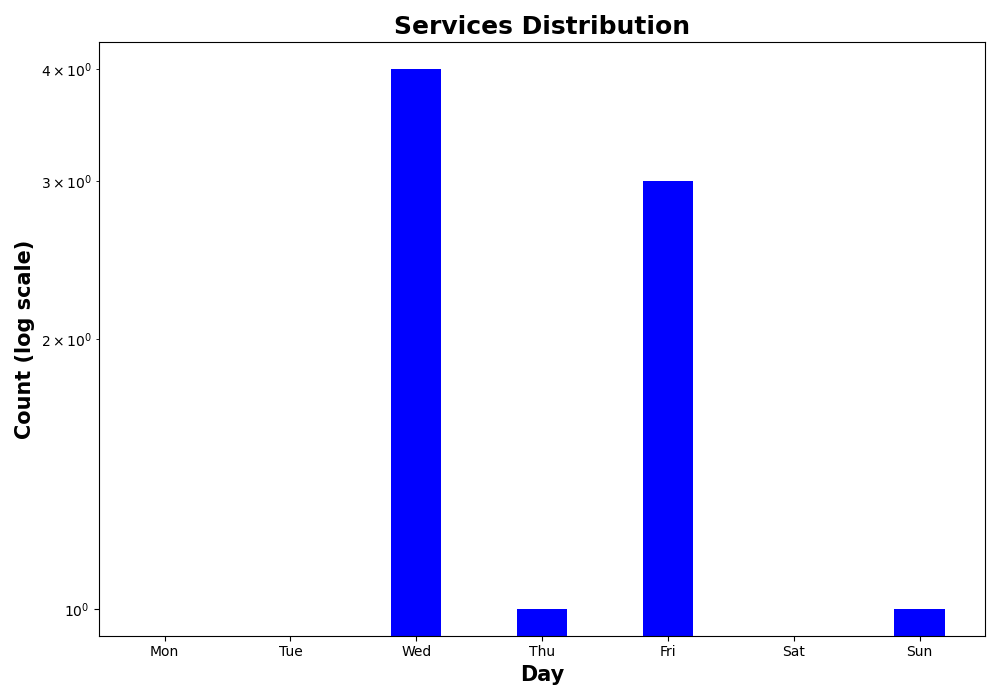 Services Distribution
Count (log scale)
4 × 10⁰
3 × 10⁰
2 × 10⁰
10⁰
Mon Tue Wed Thu Fri Sat Sun
Day